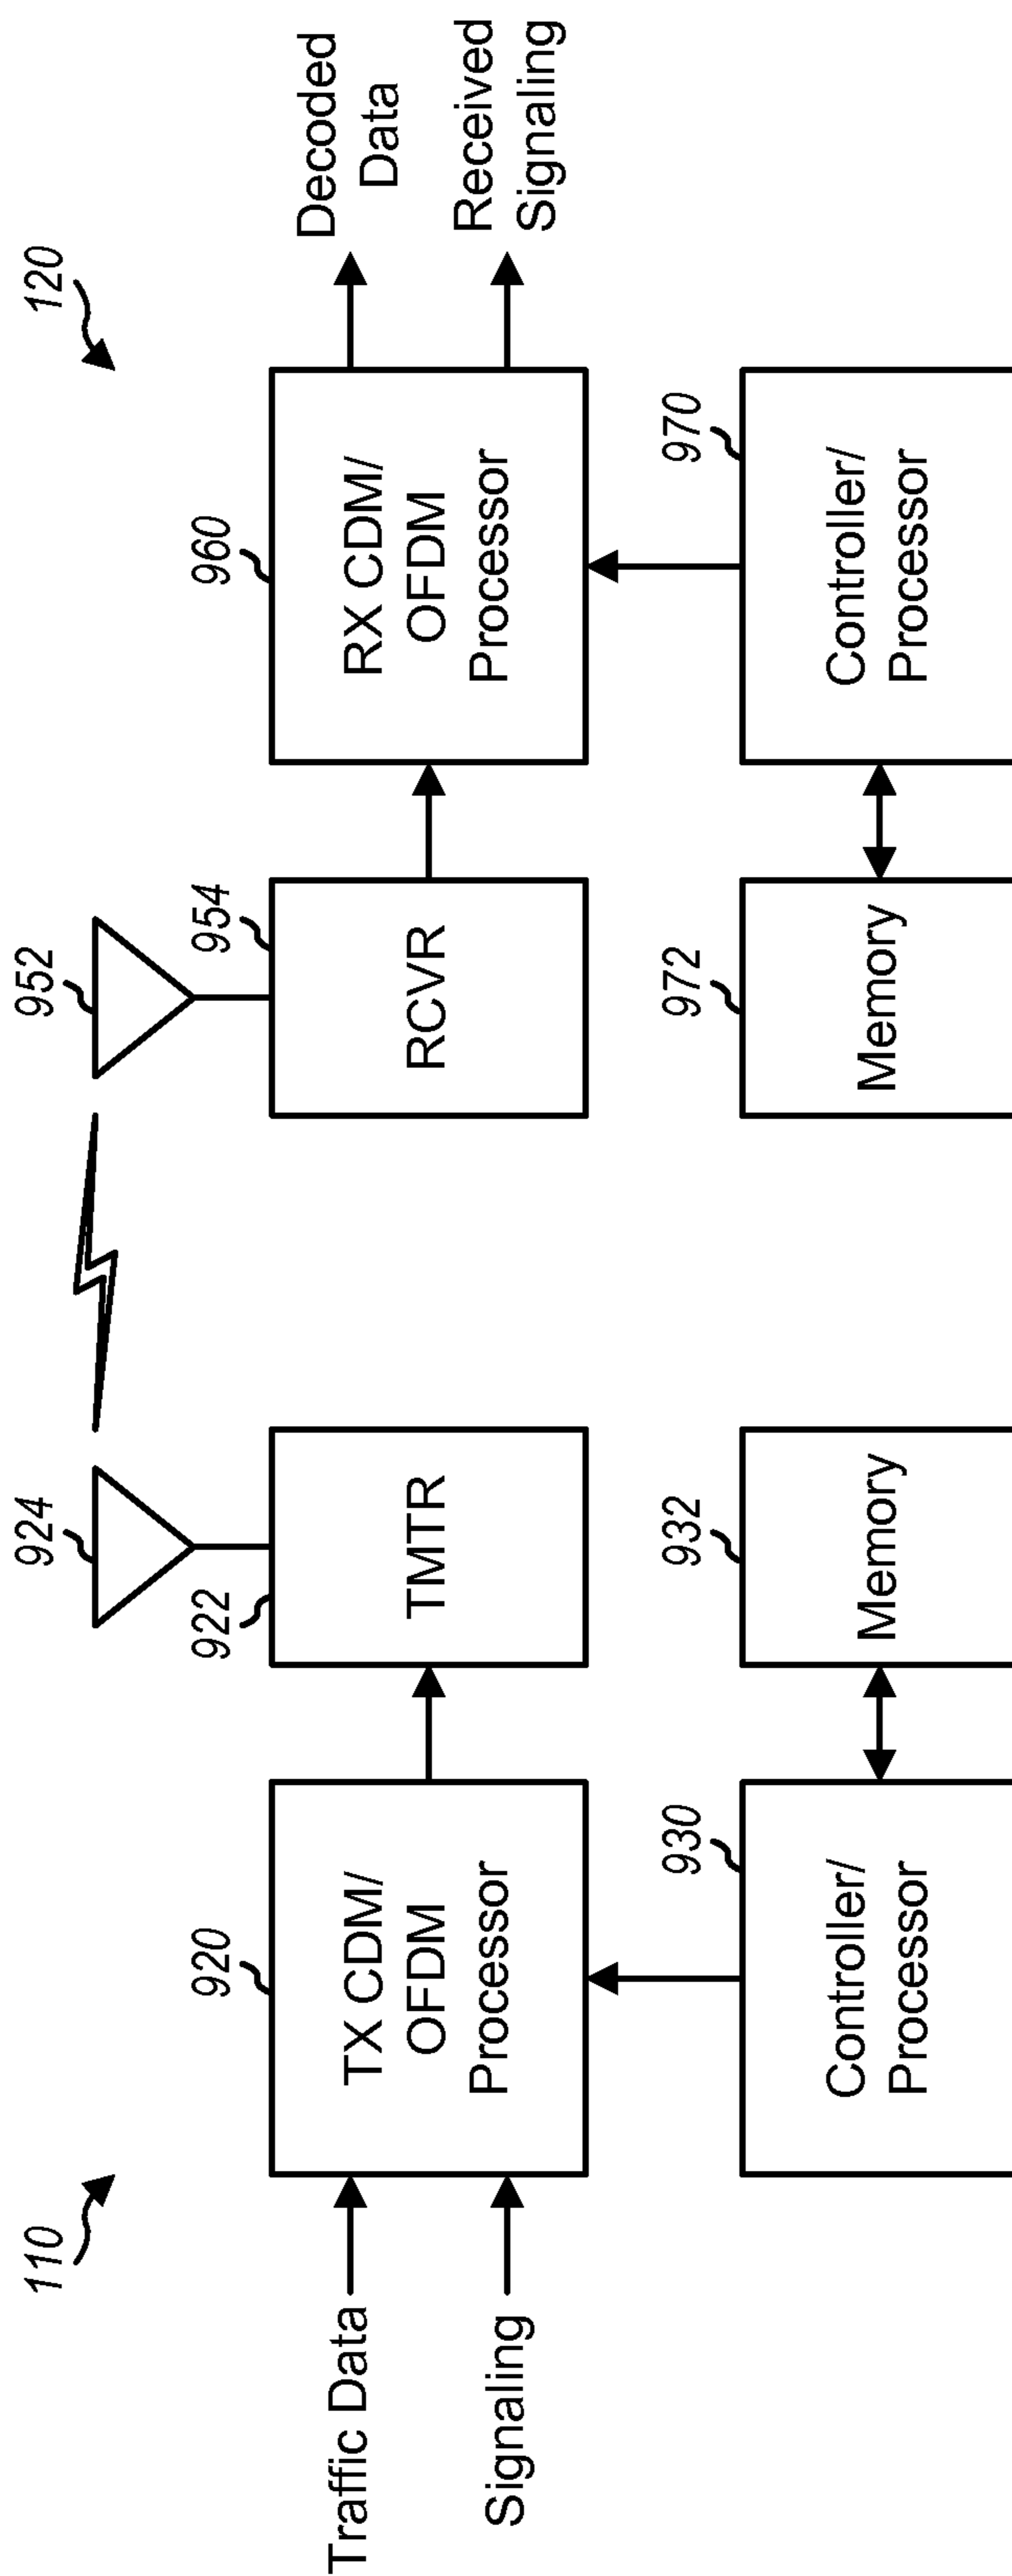 110
120
924
952
920
922
954
960
Traffic Data
Signaling
TX CDM/
OFDM
Processor
TMTR
RCVR
RX CDM/
OFDM
Processor
Decoded
Data
Received
Signaling
930
932
972
970
Controller/
Processor
Memory
Memory
Controller/
Processor